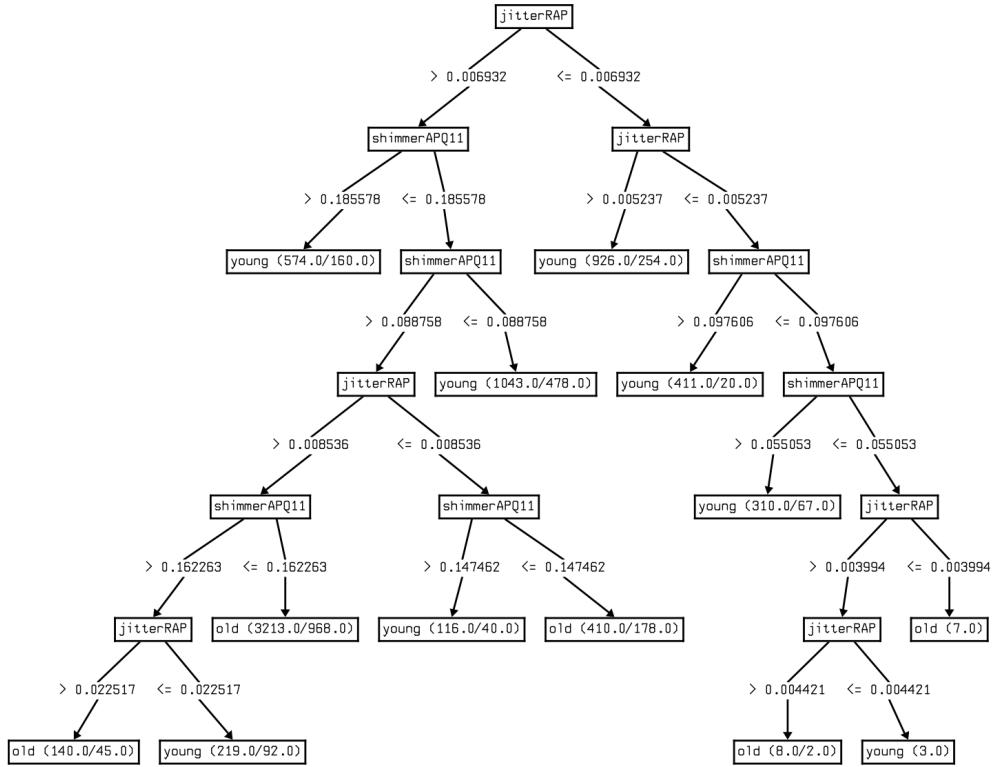 jitterRAP
> 0.006932 <= 0.006932
shimmerAPQ11 jitterRAP
> 0.185578 <= 0.185578 > 0.005237 <= 0.005237
young (574.0/160.0) shimmerAPQ11 young (926.0/254.0) shimmerAPQ11
> 0.088758 <= 0.088758 > 0.097606 <= 0.097606
jitterRAP young (1043.0/478.0) young (411.0/20.0) shimmerAPQ11
> 0.008536 <= 0.008536 > 0.055053 <= 0.055053
shimmerAPQ11 shimmerAPQ11 young (310.0/67.0) jitterRAP
> 0.162263 <= 0.162263 > 0.147462 <= 0.147462 > 0.003994 <= 0.003994
jitterRAP old (3213.0/968.0) young (116.0/40.0) old (410.0/178.0) jitterRAP old (7.0)
> 0.022517 <= 0.022517 > 0.004421 <= 0.004421
old (140.0/45.0) young (219.0/92.0) old (8.0/2.0) young (3.0)